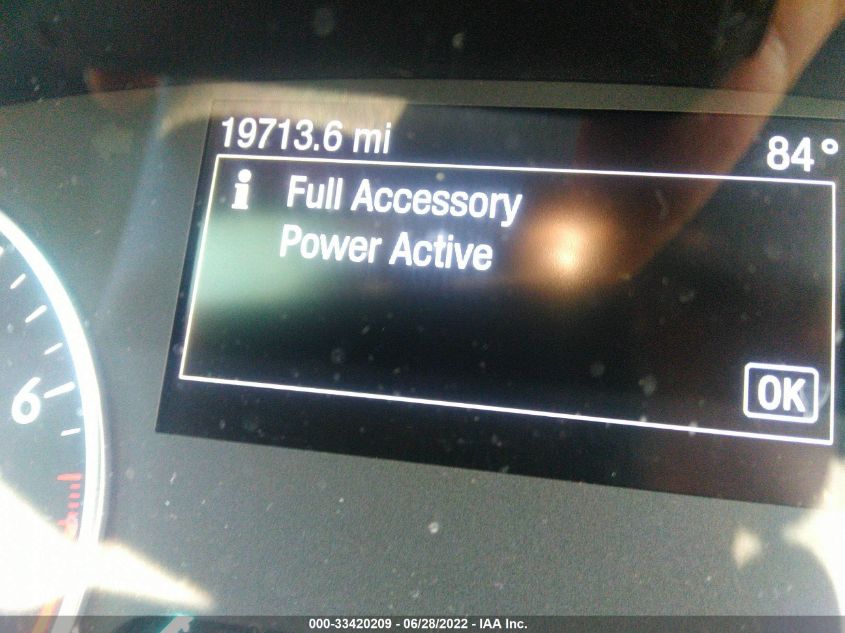 19713.6 mi 84°
i Full Accessory
Power Active
OK
6
000-33420209 - 06/28/2022 - IAA Inc.